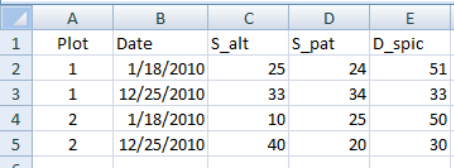 A B C D E
1 Plot Date S_alt S_pat D_spic
2 1 1/18/2010 25 24 51
3 1 12/25/2010 33 34 33
4 2 1/18/2010 10 25 50
5 2 12/25/2010 40 20 30